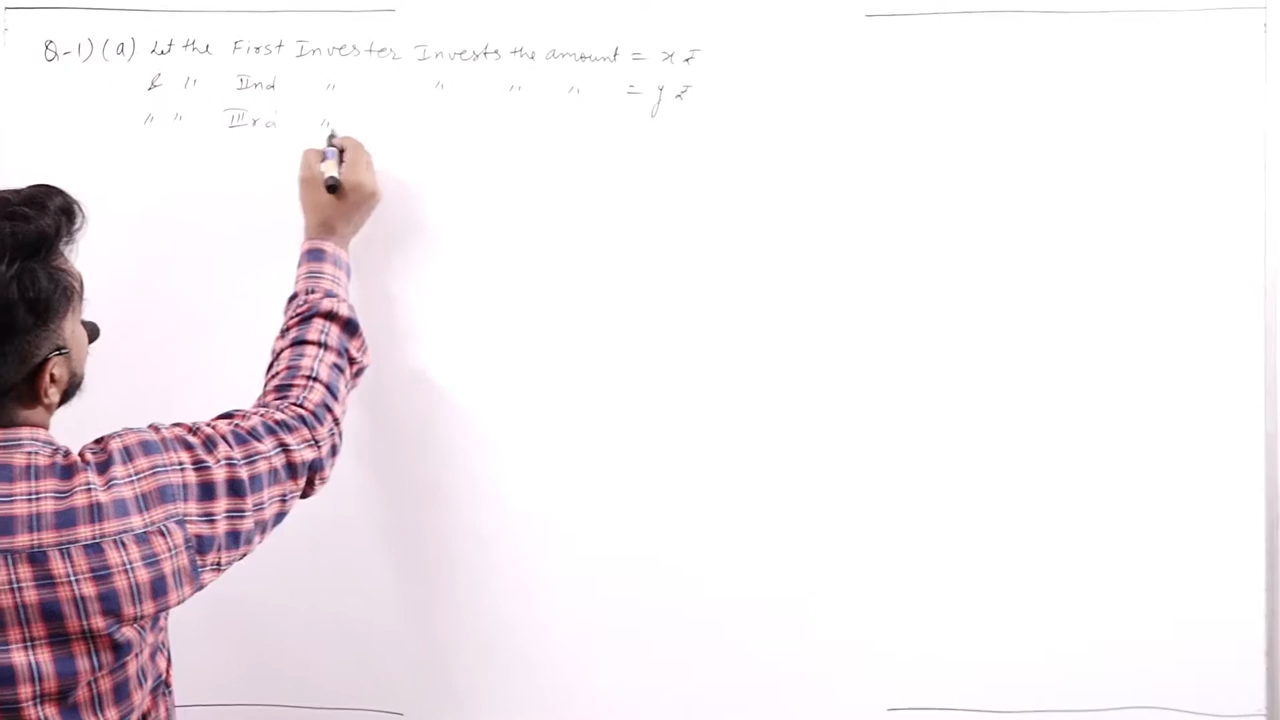 Q-1) (a) Let the First Invester Invests the amount = x ₹
& " IInd " " " " = y ₹
" " IIIrd "